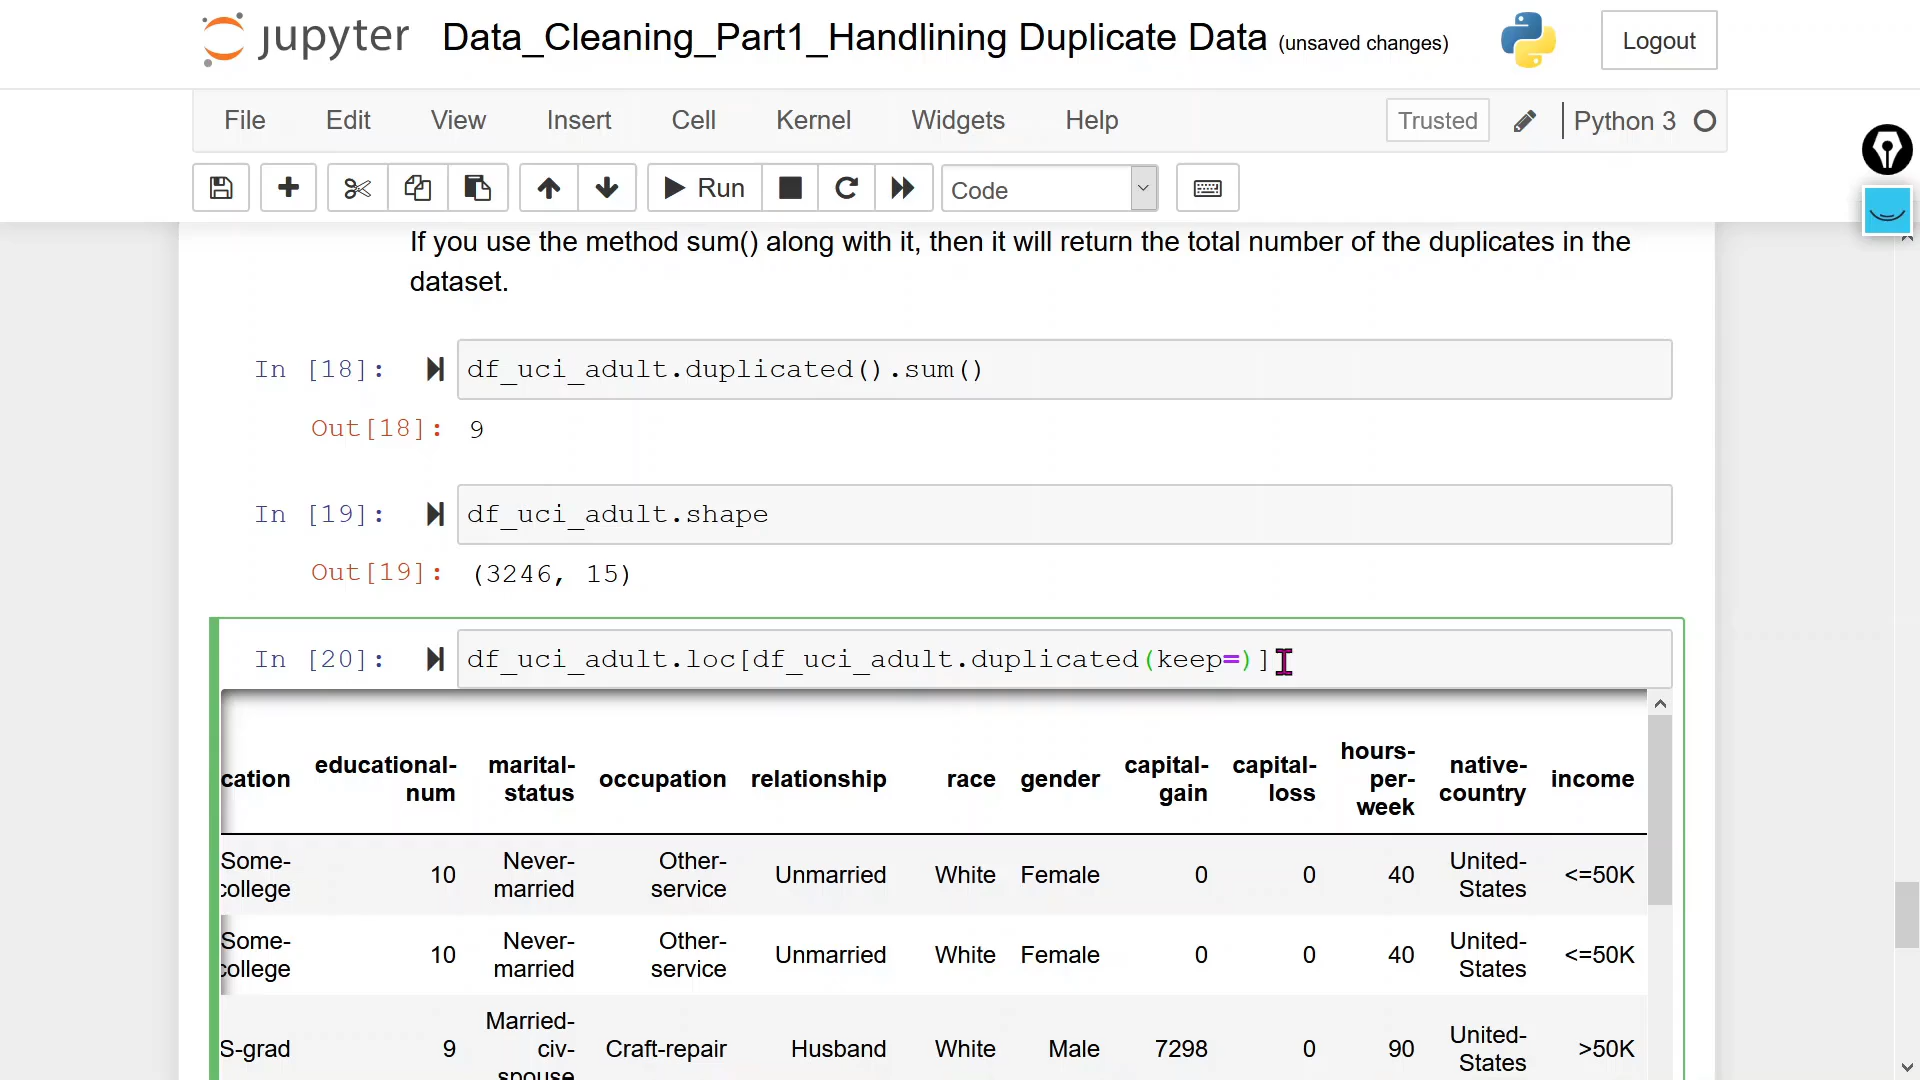 jupyter Data_Cleaning_Part1_Handlining Duplicate Data (unsaved changes) Logout
File Edit View Insert Cell Kernel Widgets Help Trusted Python 3
Run Code
If you use the method sum() along with it, then it will return the total number of the duplicates in the
dataset.
In [18]: df_uci_adult.duplicated().sum()
Out[18]: 9
In [19]: df_uci_adult.shape
Out[19]: (3246, 15)
In [20]: df_uci_adult.loc[df_uci_adult.duplicated(keep=)]
cation educational-num marital-status occupation relationship race gender capital-gain capital-loss hours-per-week native-country income
Some-college 10 Never-married Other-service Unmarried White Female 0 0 40 United-States <=50K
Some-college 10 Never-married Other-service Unmarried White Female 0 0 40 United-States <=50K
S-grad 9 Married-civ-spouse Craft-repair Husband White Male 7298 0 90 United-States >50K